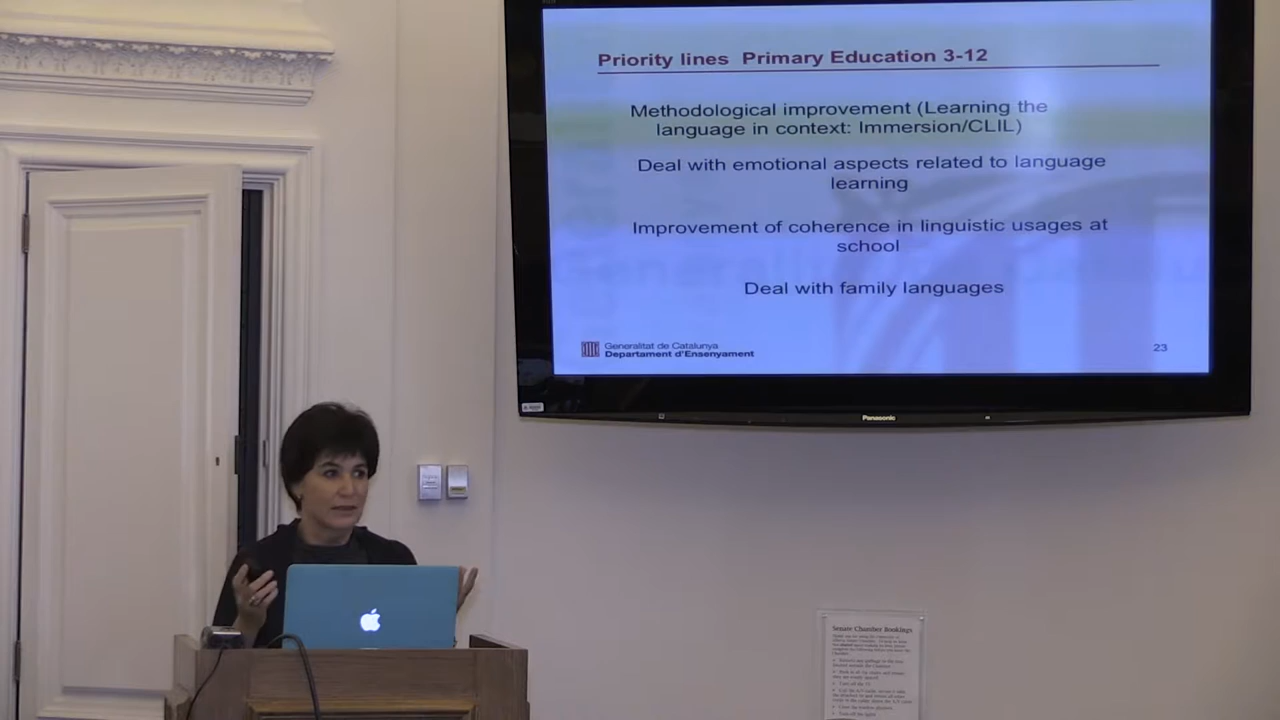 Priority lines Primary Education 3-12
Methodological improvement (Learning the
language in context: Immersion/CLIL)
Deal with emotional aspects related to language
learning
Improvement of coherence in linguistic usages at
school
Deal with family languages
Generalitat de Catalunya
Departament d'Ensenyament
23
Panasonic
Senate Chamber Bookings